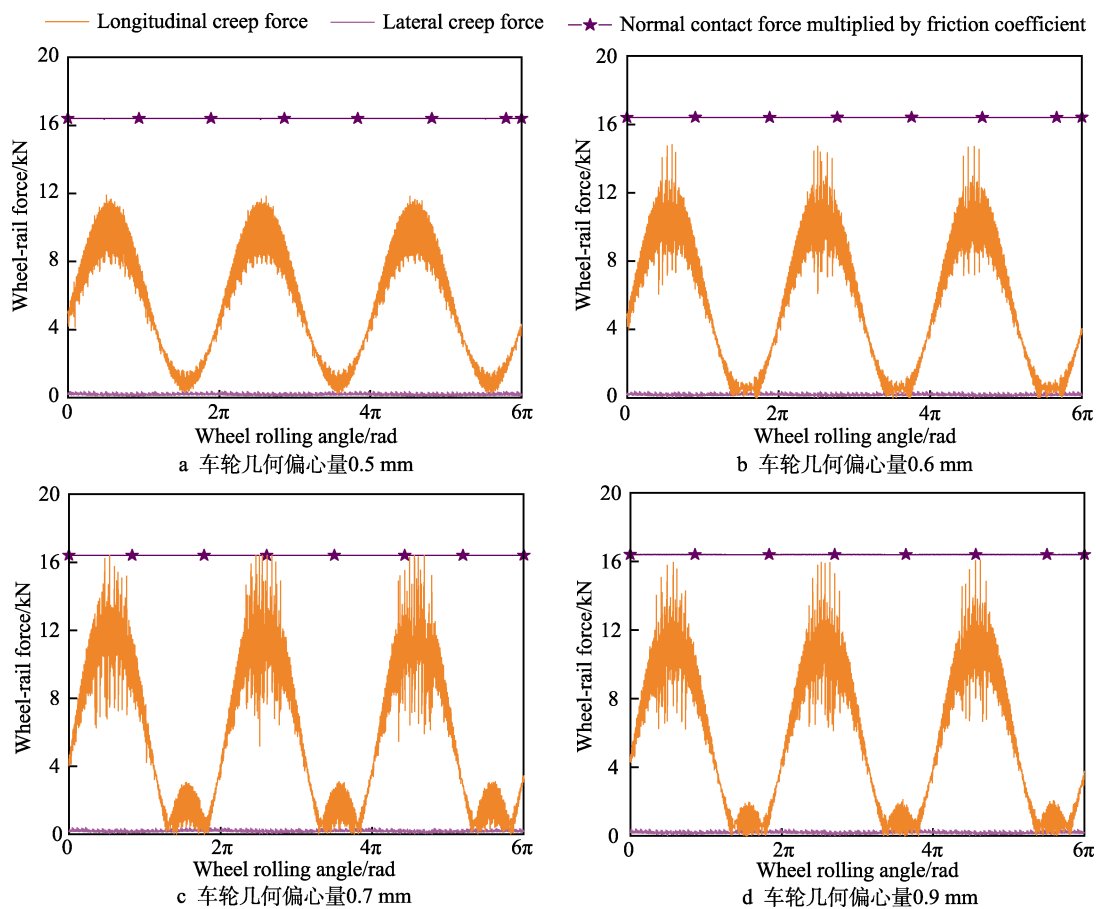 Longitudinal creep force Lateral creep force Normal contact force multiplied by friction coefficient
20
16
12
8
4
0
Wheel-rail force/kN
0 2π 4π 6π
Wheel rolling angle/rad
a 车轮几何偏心量0.5 mm
20
16
12
8
4
0
Wheel-rail force/kN
0 2π 4π 6π
Wheel rolling angle/rad
b 车轮几何偏心量0.6 mm
20
16
12
8
4
0
Wheel-rail force/kN
0 2π 4π 6π
Wheel rolling angle/rad
c 车轮几何偏心量0.7 mm
20
16
12
8
4
0
Wheel-rail force/kN
0 2π 4π 6π
Wheel rolling angle/rad
d 车轮几何偏心量0.9 mm